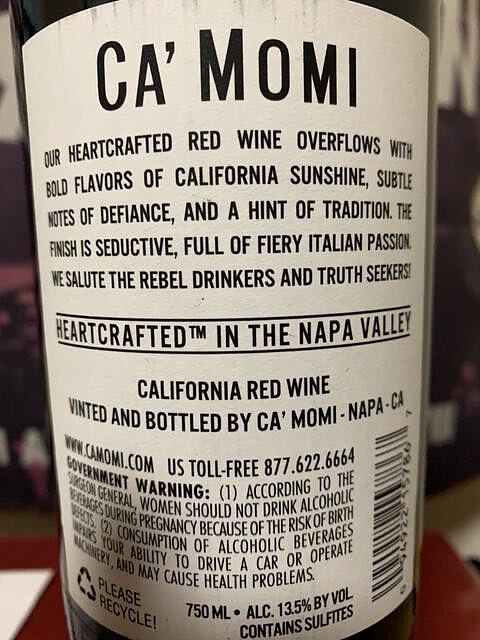 CA' MOMI
OUR HEARTCRAFTED RED WINE OVERFLOWS WITH
BOLD FLAVORS OF CALIFORNIA SUNSHINE, SUBTLE
NOTES OF DEFIANCE, AND A HINT OF TRADITION. THE
FINISH IS SEDUCTIVE, FULL OF FIERY ITALIAN PASSION.
WE SALUTE THE REBEL DRINKERS AND TRUTH SEEKERS!
HEARTCRAFTED™ IN THE NAPA VALLEY
CALIFORNIA RED WINE
VINTED AND BOTTLED BY CA' MOMI - NAPA - CA
WWW.CAMOMI.COM US TOLL-FREE 877.622.6664
GOVERNMENT WARNING: (1) ACCORDING TO THE
SURGEON GENERAL, WOMEN SHOULD NOT DRINK ALCOHOLIC
BEVERAGES DURING PREGNANCY BECAUSE OF THE RISK OF BIRTH
DEFECTS. (2) CONSUMPTION OF ALCOHOLIC BEVERAGES
IMPAIRS YOUR ABILITY TO DRIVE A CAR OR OPERATE
MACHINERY, AND MAY CAUSE HEALTH PROBLEMS.
PLEASE
RECYCLE!
750 ML • ALC. 13.5% BY VOL.
CONTAINS SULFITES